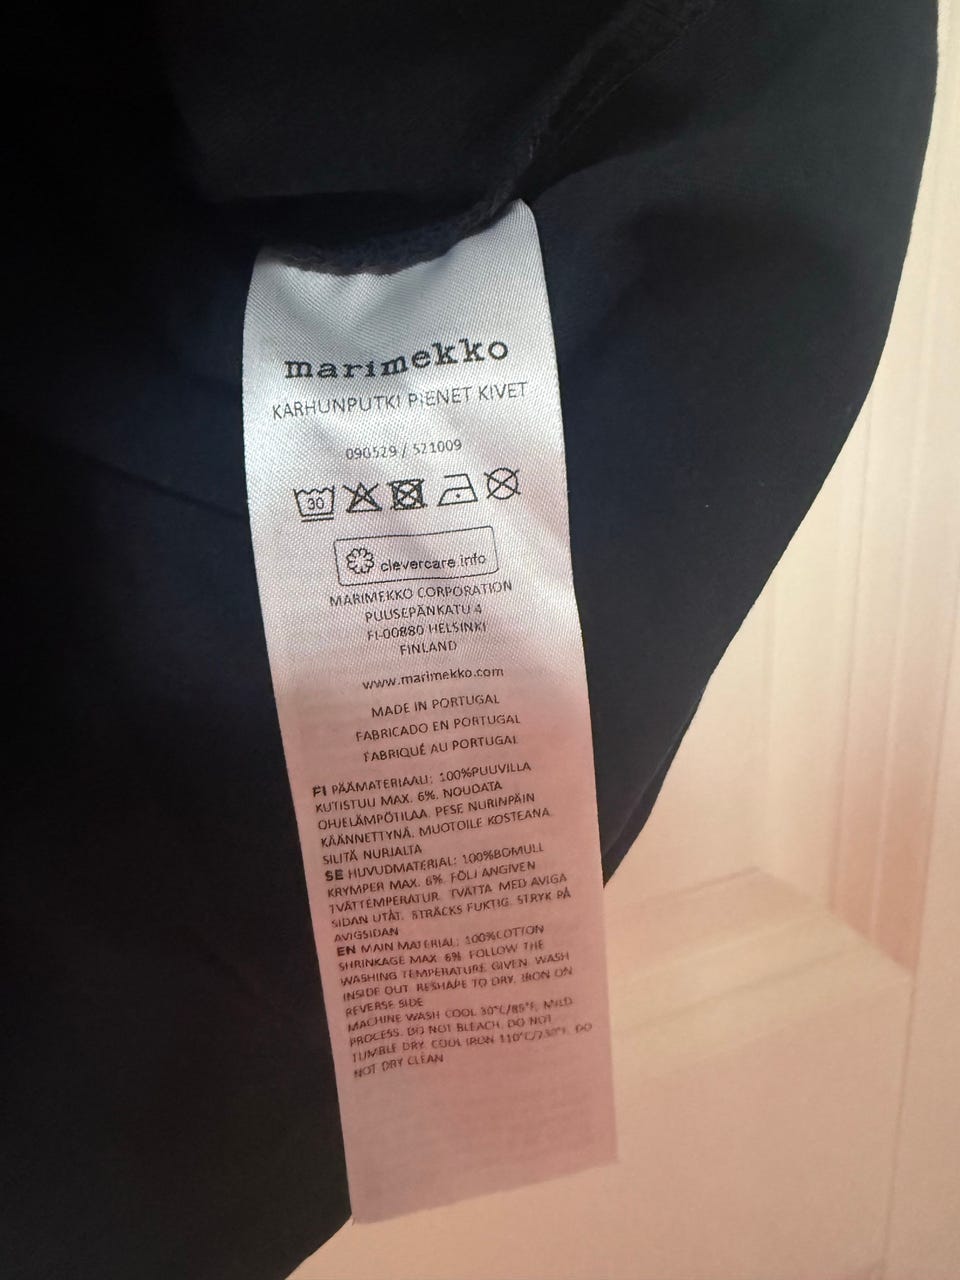 marimekko
KARHUNPUTKI PIENET KIVET
090529 / 521009
30
clevercare.info
MARIMEKKO CORPORATION
PUUSEPÄNKATU 4
FI-00880 HELSINKI
FINLAND
www.marimekko.com
MADE IN PORTUGAL
FABRICADO EN PORTUGAL
FABRIQUÉ AU PORTUGAL
FI PÄÄMATERIAALI: 100%PUUVILLA
KUTISTUU MAX. 6%. NOUDATA
OHJELÄMPÖTILAA. PESE NURINPÄIN
KÄÄNNETTYNÄ. MUOTOILE KOSTEANA.
SILITÄ NURJALTA
SE HUVUDMATERIAL: 100%BOMULL
KRYMPER MAX. 6%. FÖLJ ANGIVEN
TVÄTTEMPERATUR. TVÄTTA MED AVIGA
SIDAN UTÅT. STRÄCKS FUKTIG. STRYK PÅ
AVIGSIDAN
EN MAIN MATERIAL: 100%COTTON
SHRINKAGE MAX. 6%. FOLLOW THE
WASHING TEMPERATURE GIVEN. WASH
INSIDE OUT. RESHAPE TO DRY. IRON ON
REVERSE SIDE
MACHINE WASH COOL 30°C/85°F, MILD
PROCESS. DO NOT BLEACH. DO NOT
TUMBLE DRY. COOL IRON 110°C/230°F. DO
NOT DRY CLEAN